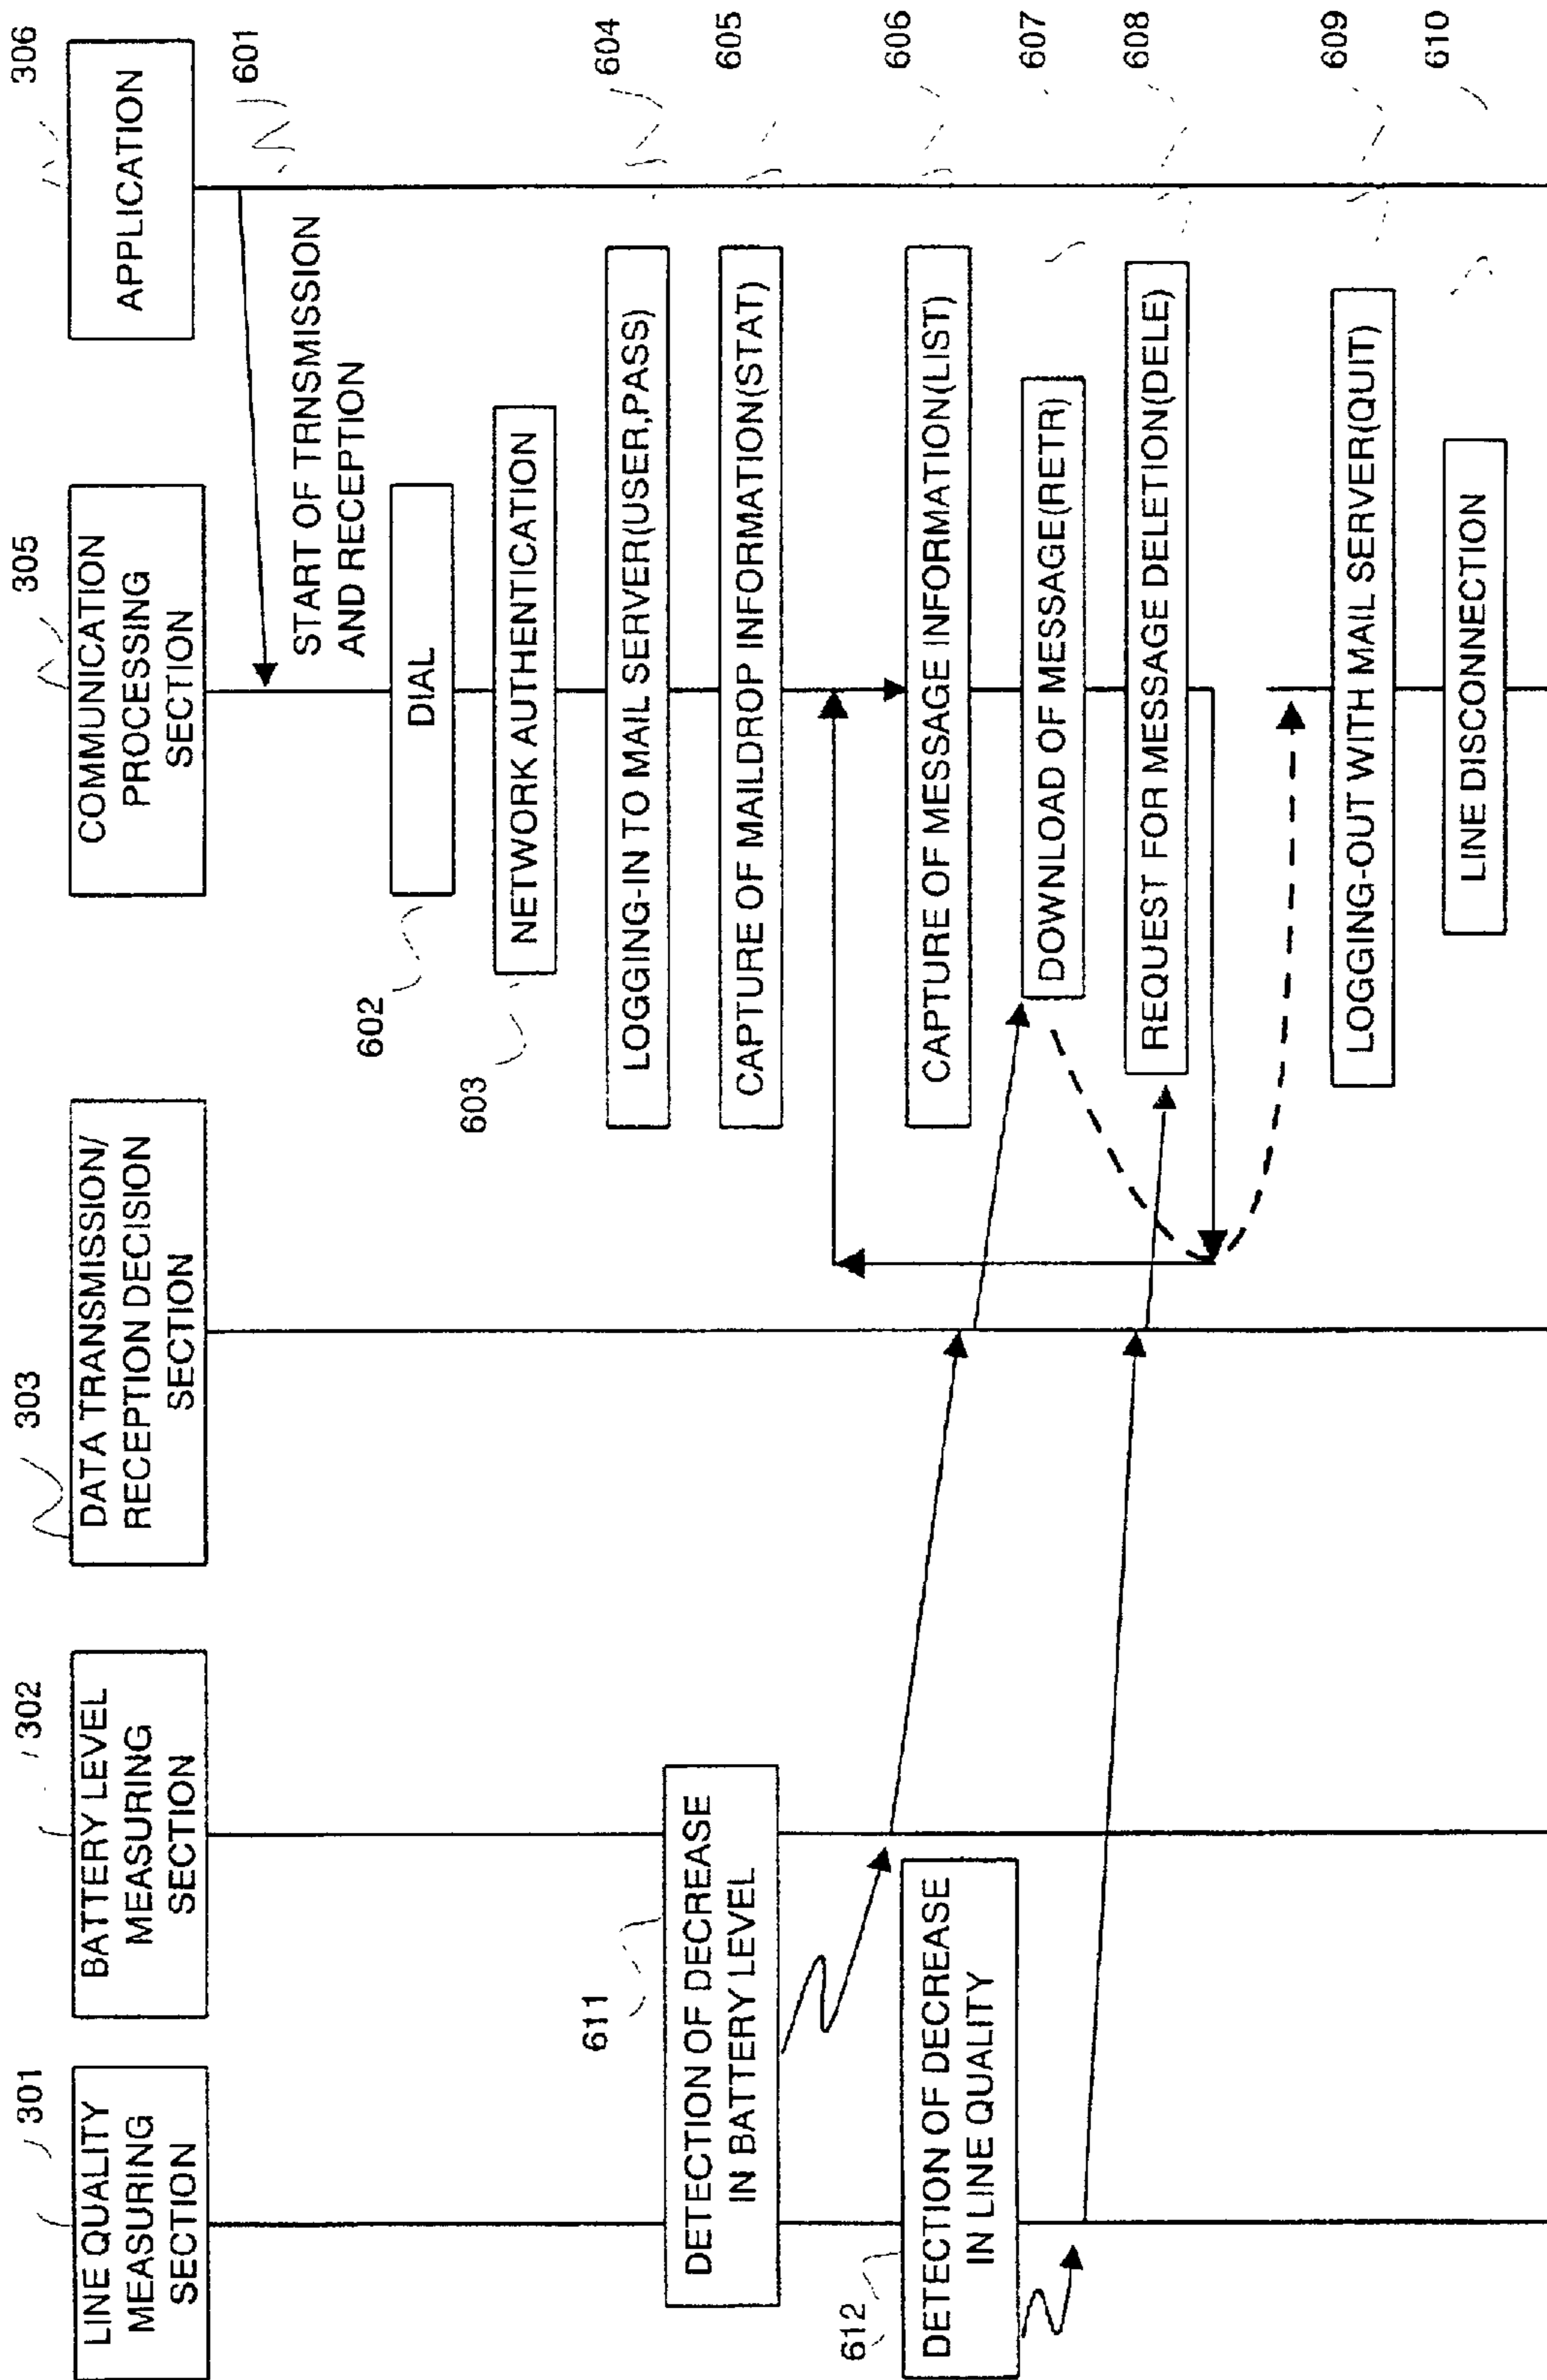 301
LINE QUALITY
MEASURING
SECTION
302
BATTERY LEVEL
MEASURING
SECTION
303
DATA TRANSMISSION/
RECEPTION DECISION
SECTION
305
COMMUNICATION
PROCESSING
SECTION
306
APPLICATION
601
START OF TRNSMISSION
AND RECEPTION
602
DIAL
603
NETWORK AUTHENTICATION
604
LOGGING-IN TO MAIL SERVER(USER,PASS)
605
CAPTURE OF MAILDROP INFORMATION(STAT)
611
DETECTION OF DECREASE
IN BATTERY LEVEL
606
CAPTURE OF MESSAGE INFORMATION(LIST)
612
DETECTION OF DECREASE
IN LINE QUALITY
607
DOWNLOAD OF MESSAGE(RETR)
608
REQUEST FOR MESSAGE DELETION(DELE)
609
LOGGING-OUT WITH MAIL SERVER(QUIT)
610
LINE DISCONNECTION